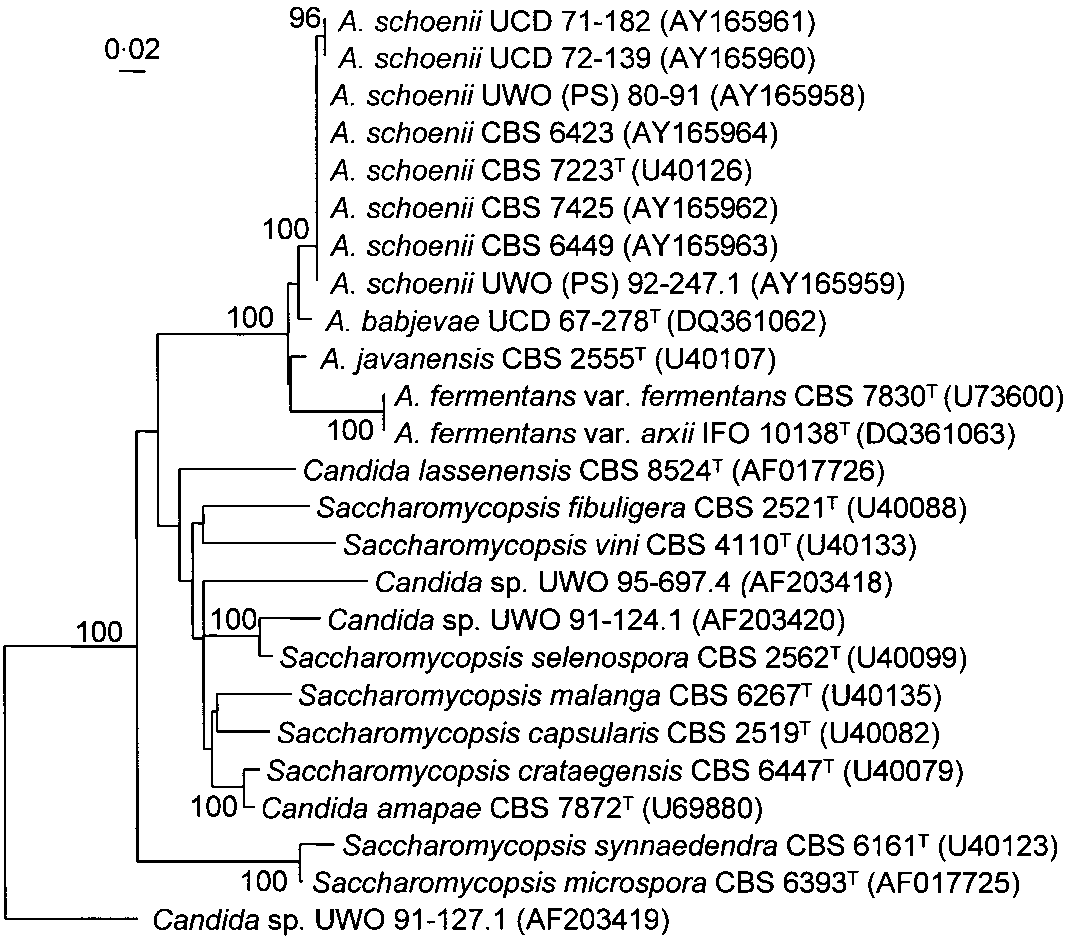 96
A. schoenii UCD 71-182 (AY165961)
0·02
A. schoenii UCD 72-139 (AY165960)
A. schoenii UWO (PS) 80-91 (AY165958)
A. schoenii CBS 6423 (AY165964)
A. schoenii CBS 7223ᵀ (U40126)
A. schoenii CBS 7425 (AY165962)
100
A. schoenii CBS 6449 (AY165963)
A. schoenii UWO (PS) 92-247.1 (AY165959)
100
A. babjevae UCD 67-278ᵀ (DQ361062)
A. javanensis CBS 2555ᵀ (U40107)
A. fermentans var. fermentans CBS 7830ᵀ (U73600)
100
A. fermentans var. arxii IFO 10138ᵀ (DQ361063)
Candida lassenensis CBS 8524ᵀ (AF017726)
Saccharomycopsis fibuligera CBS 2521ᵀ (U40088)
Saccharomycopsis vini CBS 4110ᵀ (U40133)
Candida sp. UWO 95-697.4 (AF203418)
100
Candida sp. UWO 91-124.1 (AF203420)
100
Saccharomycopsis selenospora CBS 2562ᵀ (U40099)
Saccharomycopsis malanga CBS 6267ᵀ (U40135)
Saccharomycopsis capsularis CBS 2519ᵀ (U40082)
Saccharomycopsis crataegensis CBS 6447ᵀ (U40079)
100
Candida amapae CBS 7872ᵀ (U69880)
Saccharomycopsis synnaedendra CBS 6161ᵀ (U40123)
100
Saccharomycopsis microspora CBS 6393ᵀ (AF017725)
Candida sp. UWO 91-127.1 (AF203419)